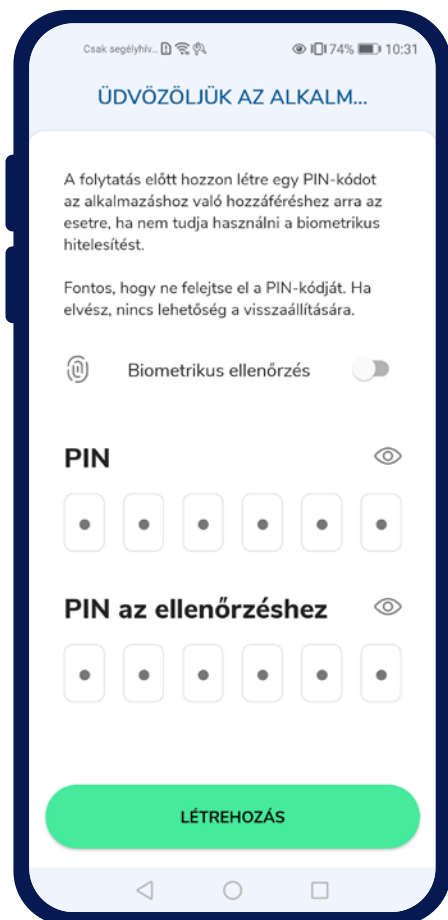 Csak segélyhív... 74% 10:31
ÜDVÖZÖLJÜK AZ ALKALM...
A folytatás előtt hozzon létre egy PIN-kódot
az alkalmazáshoz való hozzáféréshez arra az
esetre, ha nem tudja használni a biometrikus
hitelesítést.
Fontos, hogy ne felejtse el a PIN-kódját. Ha
elvész, nincs lehetőség a visszaállítására.
Biometrikus ellenőrzés
PIN
PIN az ellenőrzéshez
LÉTREHOZÁS